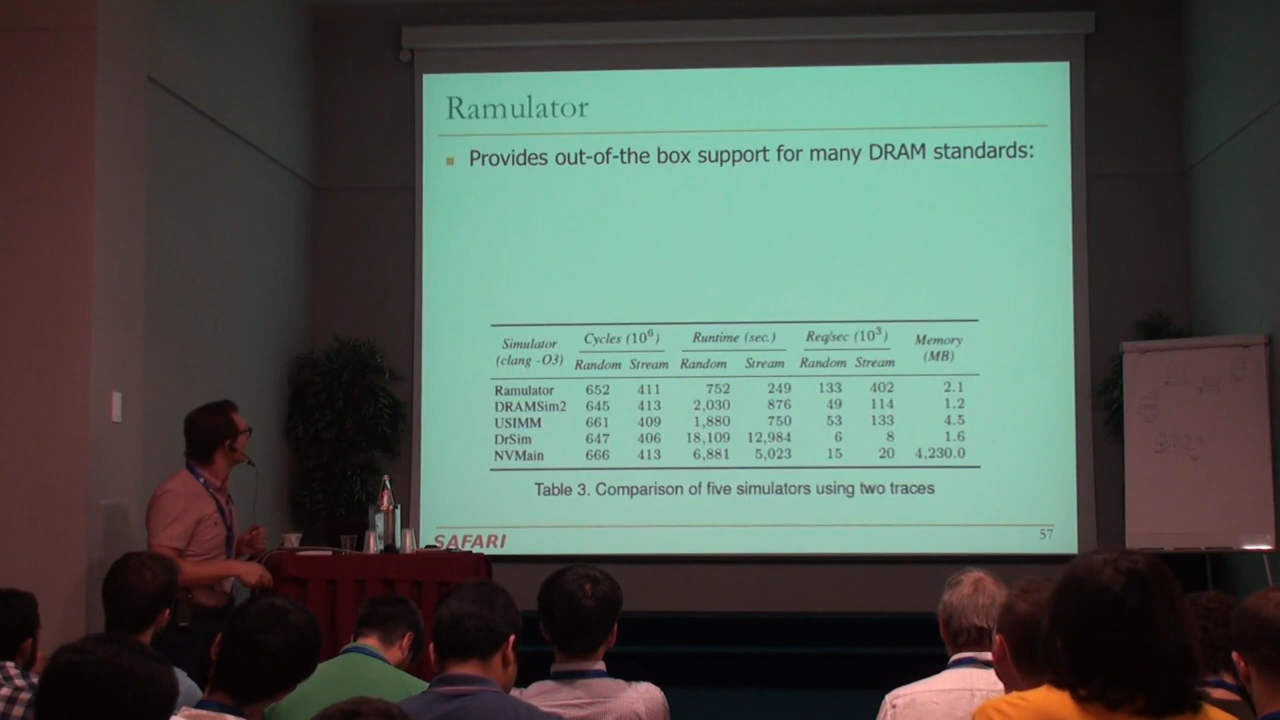 Ramulator
Provides out-of-the box support for many DRAM standards:
Simulator (clang -O3) Cycles (10^6) Runtime (sec.) Req/sec (10^3) Memory (MB)
Random Stream Random Stream Random Stream
Ramulator 652 411 752 249 133 402 2.1
DRAMSim2 645 413 2,030 876 49 114 1.2
USIMM 661 409 1,880 750 53 133 4.5
DrSim 647 406 18,109 12,984 6 8 1.6
NVMain 666 413 6,881 5,023 15 20 4,230.0
Table 3. Comparison of five simulators using two traces
SAFARI 57